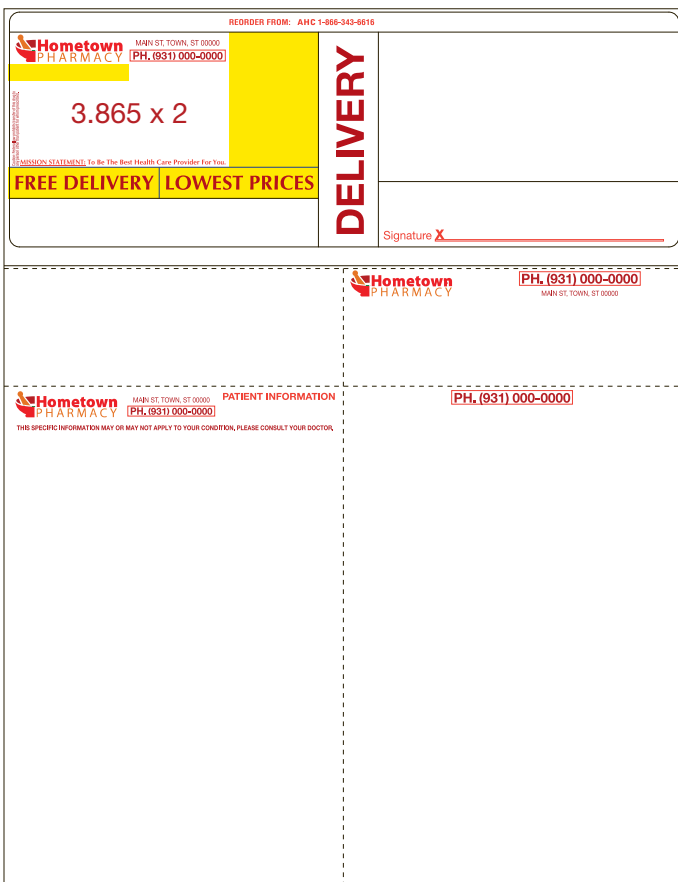 REORDER FROM: AHC 1-866-343-6616
Hometown
PHARMACY
MAIN ST, TOWN, ST 00000
PH. (931) 000-0000
3.865 x 2
MISSION STATEMENT: To Be The Best Health Care Provider For You.
FREE DELIVERY LOWEST PRICES
DELIVERY
Signature X
Hometown
PHARMACY
PH. (931) 000-0000
MAIN ST, TOWN, ST 00000
Hometown
PHARMACY
MAIN ST, TOWN, ST 00000
PH. (931) 000-0000
PATIENT INFORMATION
THIS SPECIFIC INFORMATION MAY OR MAY NOT APPLY TO YOUR CONDITION, PLEASE CONSULT YOUR DOCTOR.
PH. (931) 000-0000